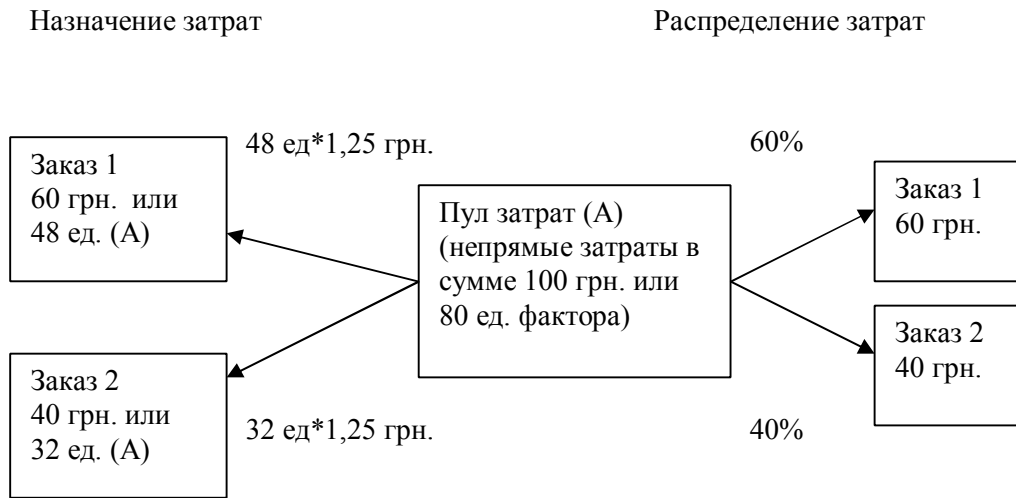 Назначение затрат
Распределение затрат
48 ед*1,25 грн.
60%
Заказ 1
60 грн. или
48 ед. (А)
Пул затрат (А)
(непрямые затраты в
сумме 100 грн. или
80 ед. фактора)
Заказ 1
60 грн.
Заказ 2
40 грн. или
32 ед. (А)
Заказ 2
40 грн.
32 ед*1,25 грн.
40%